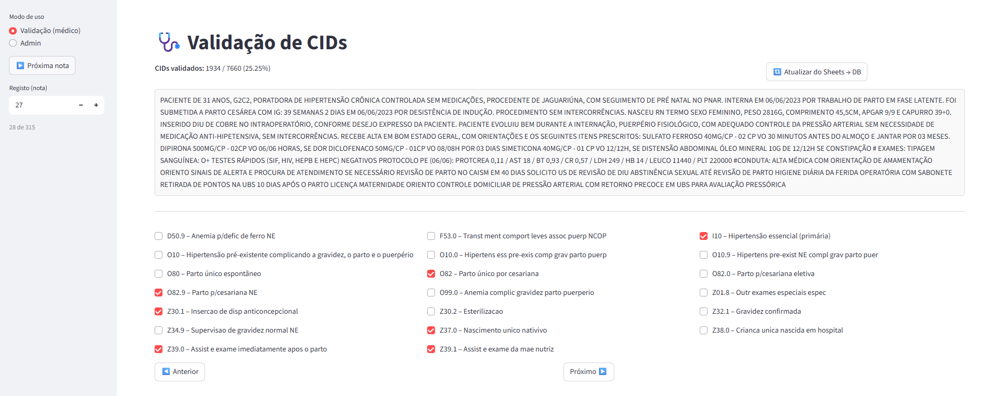 Modo de uso
Validação (médico)
Admin
Próxima nota
Registo (nota)
27
28 de 315
Validação de CIDs
CIDs validados: 1934 / 7660 (25.25%)
Atualizar do Sheets → DB
PACIENTE DE 31 ANOS, G2C2, PORATDORA DE HIPERTENSÃO CRÔNICA CONTROLADA SEM MEDICAÇÕES, PROCEDENTE DE JAGUARIÚNA, COM SEGUIMENTO DE PRÉ NATAL NO PNAR. INTERNA EM 06/06/2023 POR TRABALHO DE PARTO EM FASE LATENTE. FOI
SUBMETIDA A PARTO CESÁREA COM IG: 39 SEMANAS 2 DIAS EM 06/06/2023 POR DESISTÊNCIA DE INDUÇÃO. PROCEDIMENTO SEM INTERCORRÊNCIAS. NASCEU RN TERMO SEXO FEMININO, PESO 2816G, COMPRIMENTO 45,5CM, APGAR 9/9 E CAPURRO 39+0.
INSERIDO DIU DE COBRE NO INTRAOPERATÓRIO, CONFORME DESEJO EXPRESSO DA PACIENTE. PACIENTE EVOLUIU BEM DURANTE A INTERNAÇÃO, PUERPÉRIO FISIOLÓGICO, COM ADEQUADO CONTROLE DA PRESSÃO ARTERIAL SEM NECESSIDADE DE
MEDICAÇÃO ANTI-HIPETENSIVA, SEM INTERCORRÊNCIAS. RECEBE ALTA EM BOM ESTADO GERAL, COM ORIENTAÇÕES E OS SEGUINTES ITENS PRESCRITOS: SULFATO FERROSO 40MG/CP - 02 CP VO 30 MINUTOS ANTES DO ALMOÇO E JANTAR POR 03 MESES.
DIPIRONA 500MG/CP - 02CP VO 06/06 HORAS, SE DOR DICLOFENACO 50MG/CP - 01CP VO 08/08H POR 03 DIAS SIMETICONA 40MG/CP - 01 CP VO 12/12H, SE DISTENSÃO ABDOMINAL ÓLEO MINERAL 10G DE 12/12H SE CONSTIPAÇÃO # EXAMES: TIPAGEM
SANGUÍNEA: O+ TESTES RÁPIDOS (SIF, HIV, HEPB E HEPC) NEGATIVOS PROTOCOLO PE (06/06): PROTCREA 0,11 / AST 18 / BT 0,93 / CR 0,57 / LDH 249 / HB 14 / LEUCO 11440 / PLT 220000 #CONDUTA: ALTA MÉDICA COM ORIENTAÇÃO DE AMAMENTAÇÃO
ORIENTO SINAIS DE ALERTA E PROCURA DE ATENDIMENTO SE NECESSÁRIO REVISÃO DE PARTO NO CAISM EM 40 DIAS SOLICITO US DE REVISÃO DE DIU ABSTINÊNCIA SEXUAL ATÉ REVISÃO DE PARTO HIGIENE DIÁRIA DA FERIDA OPERATÓRIA COM SABONETE
RETIRADA DE PONTOS NA UBS 10 DIAS APÓS O PARTO LICENÇA MATERNIDADE ORIENTO CONTROLE DOMICILIAR DE PRESSÃO ARTERIAL COM RETORNO PRECOCE EM UBS PARA AVALIAÇÃO PRESSÓRICA
D50.9 – Anemia p/defic de ferro NE
F53.0 – Transt ment comport leves assoc puerp NCOP
I10 – Hipertensão essencial (primária)
O10 – Hipertensão pré-existente complicando a gravidez, o parto e o puerpério
O10.0 – Hipertens ess pre-exis comp grav parto puerp
O10.9 – Hipertens pre-exist NE compl grav parto puer
O80 – Parto único espontâneo
O82 – Parto único por cesariana
O82.0 – Parto p/cesariana eletiva
O82.9 – Parto p/cesariana NE
O99.0 – Anemia complic gravidez parto puerperio
Z01.8 – Outr exames especiais espec
Z30.1 – Insercao de disp anticoncepcional
Z30.2 – Esterilizacao
Z32.1 – Gravidez confirmada
Z34.9 – Supervisao de gravidez normal NE
Z37.0 – Nascimento unico nativivo
Z38.0 – Crianca unica nascida em hospital
Z39.0 – Assist e exame imediatamente apos o parto
Z39.1 – Assist e exame da mae nutriz
Anterior
Próximo